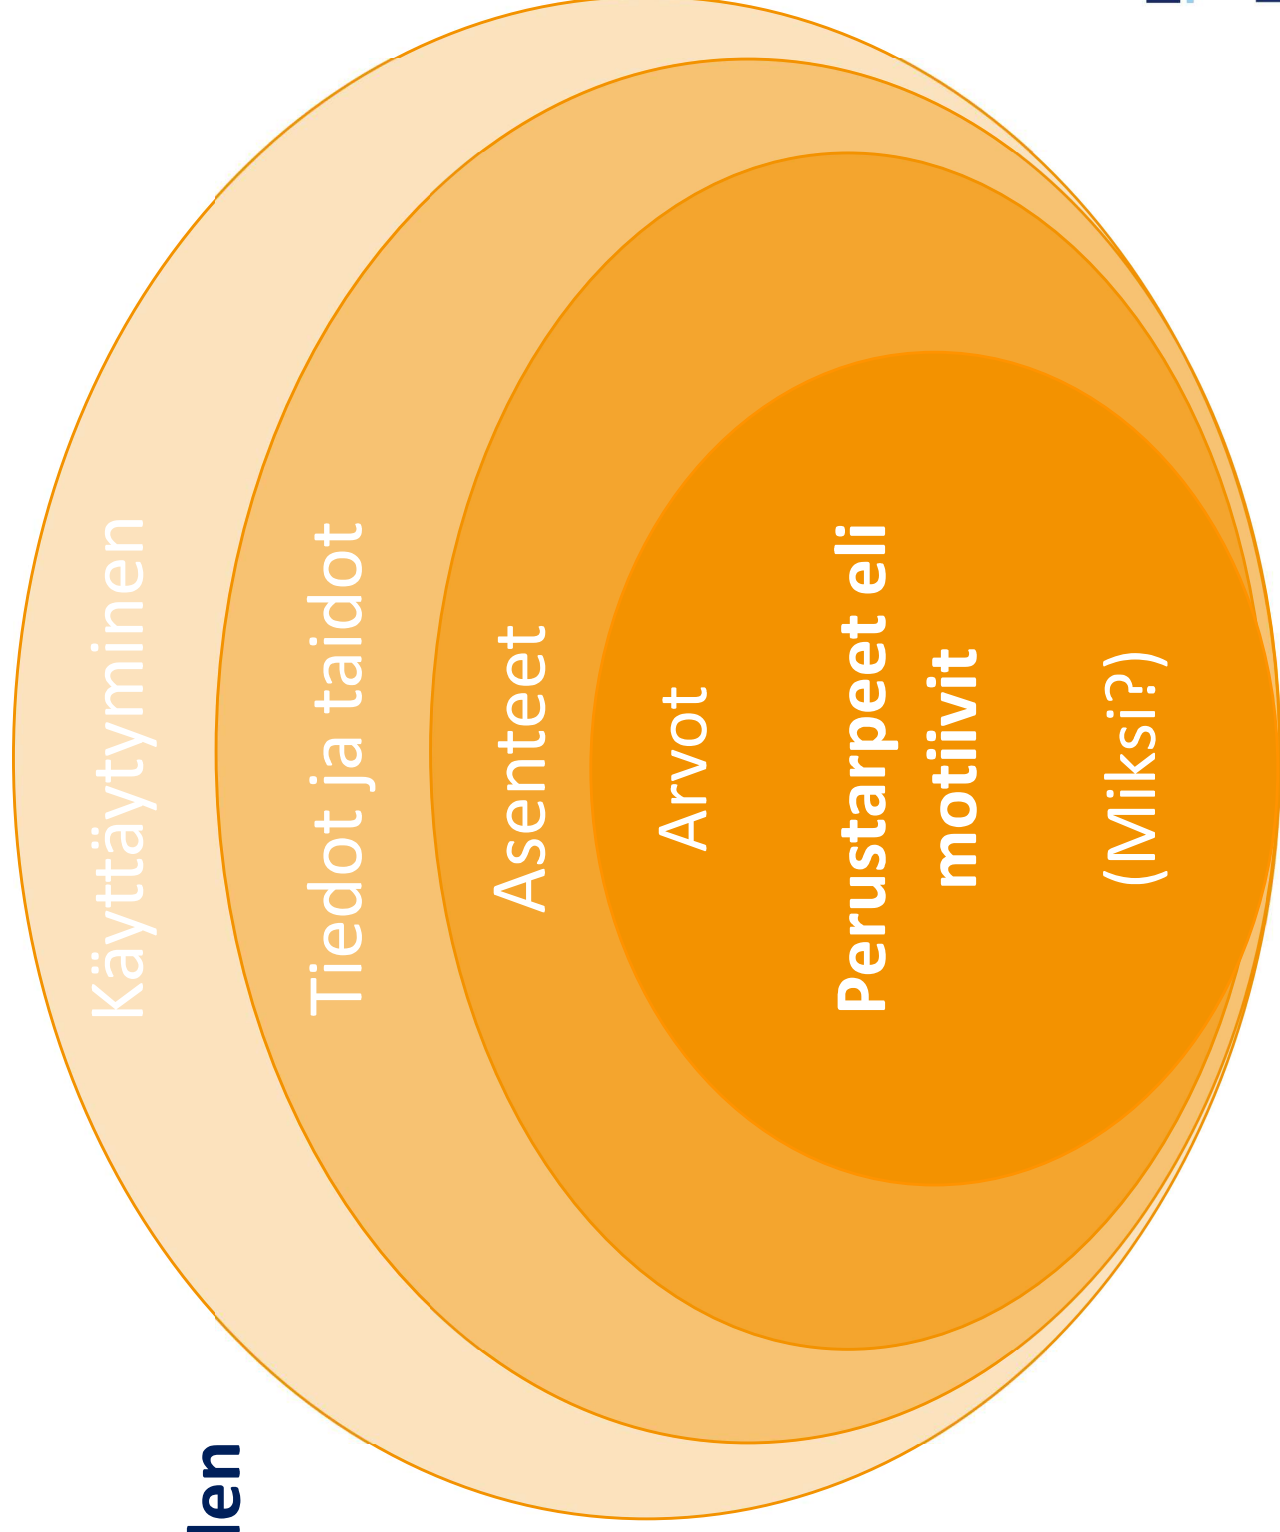 Käyttäytyminen
Tiedot ja taidot
Asenteet
Arvot
Perustarpeet eli
motiivit
(Miksi?)